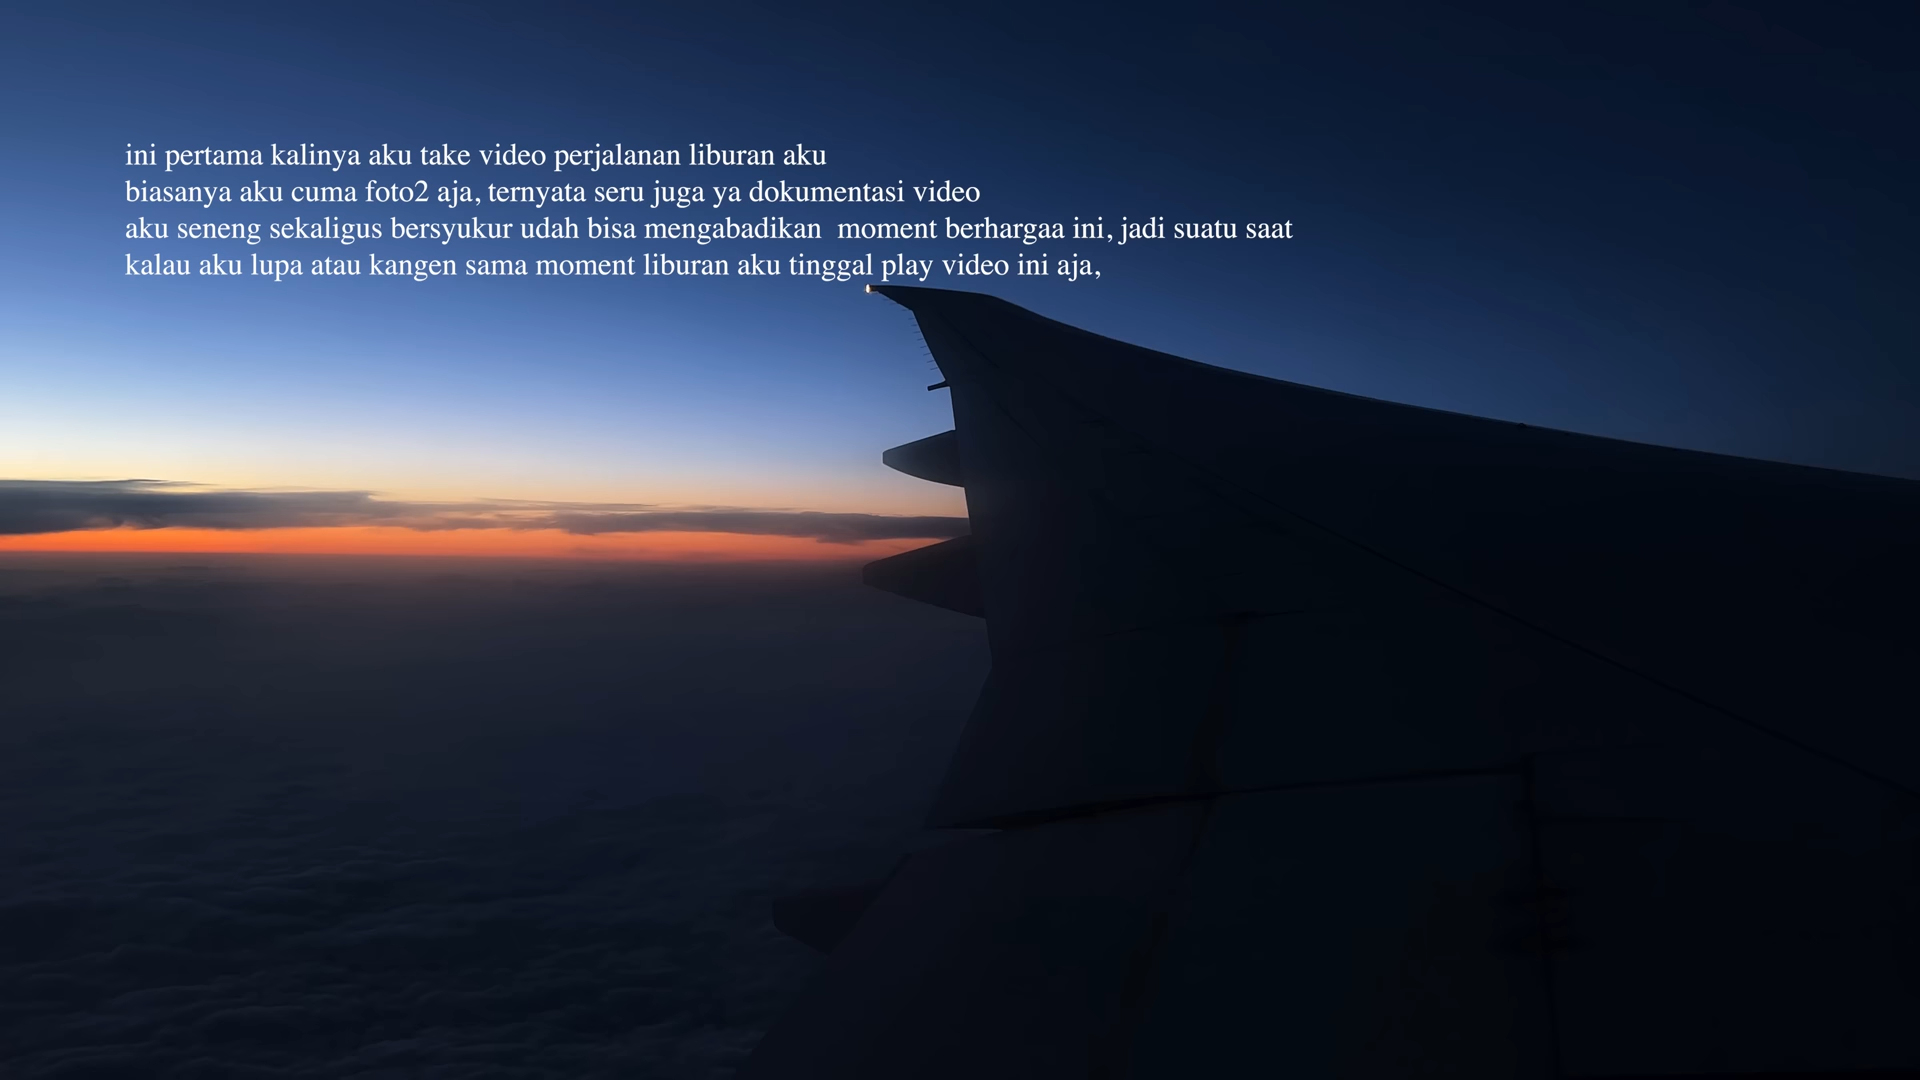 ini pertama kalinya aku take video perjalanan liburan aku
biasanya aku cuma foto2 aja, ternyata seru juga ya dokumentasi video
aku seneng sekaligus bersyukur udah bisa mengabadikan  moment berhargaa ini, jadi suatu saat
kalau aku lupa atau kangen sama moment liburan aku tinggal play video ini aja,